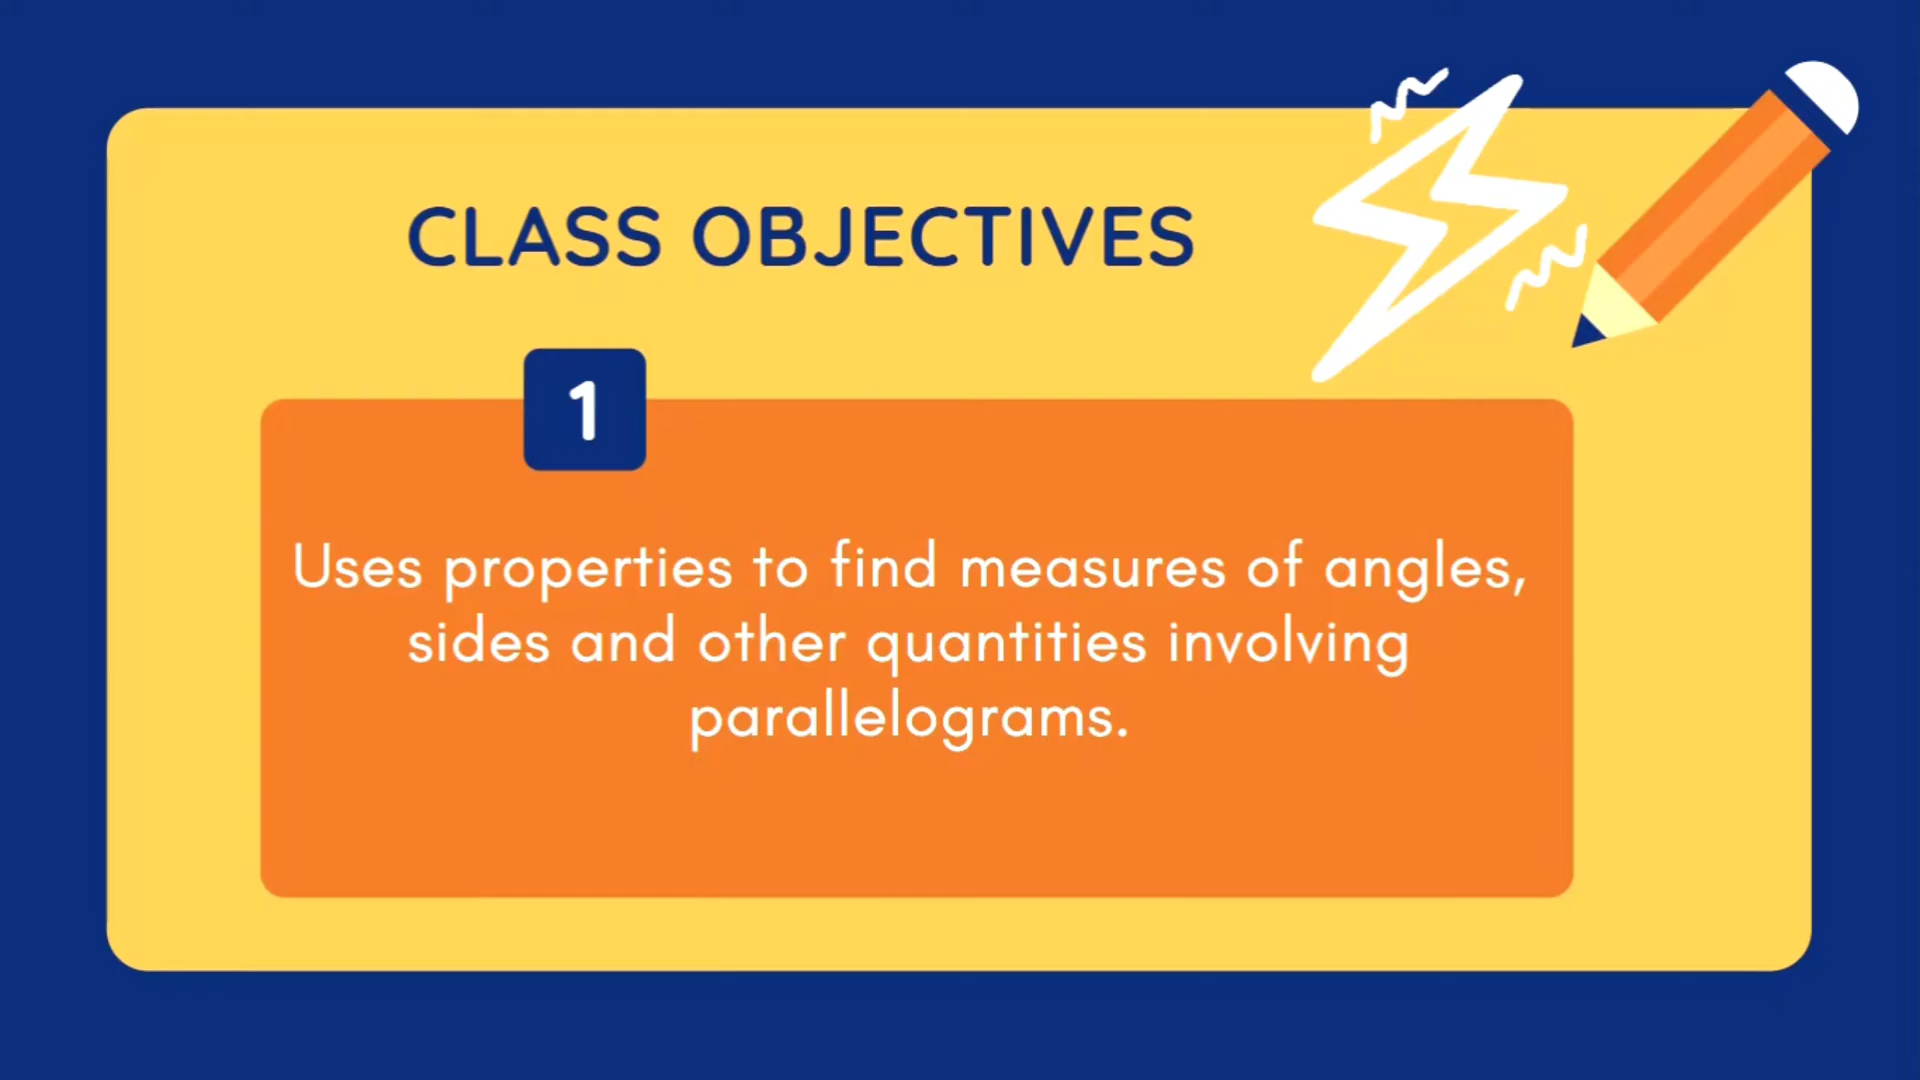 CLASS OBJECTIVES
1
Uses properties to find measures of angles,
sides and other quantities involving
parallelograms.